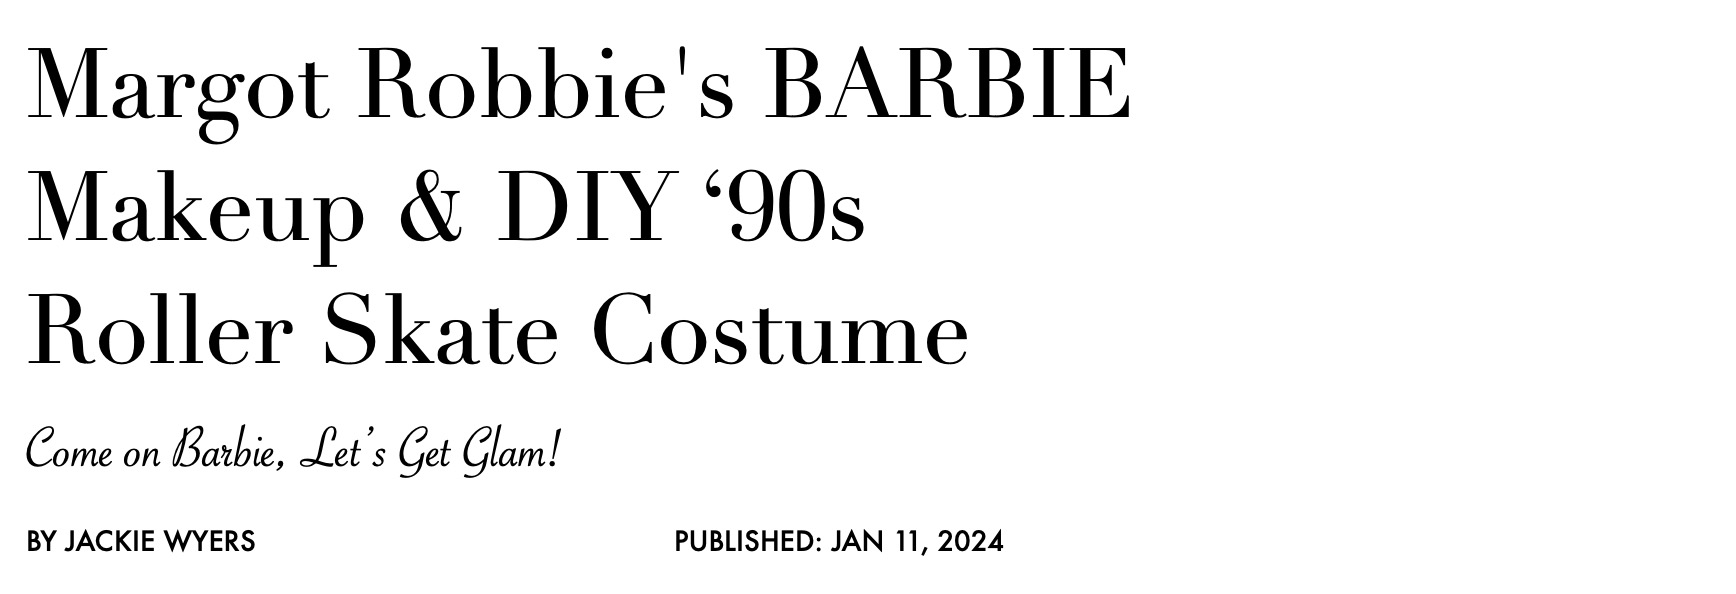 Margot Robbie's BARBIE
Makeup & DIY ‘90s
Roller Skate Costume
Come on Barbie, Let’s Get Glam!
BY JACKIE WYERS PUBLISHED: JAN 11, 2024